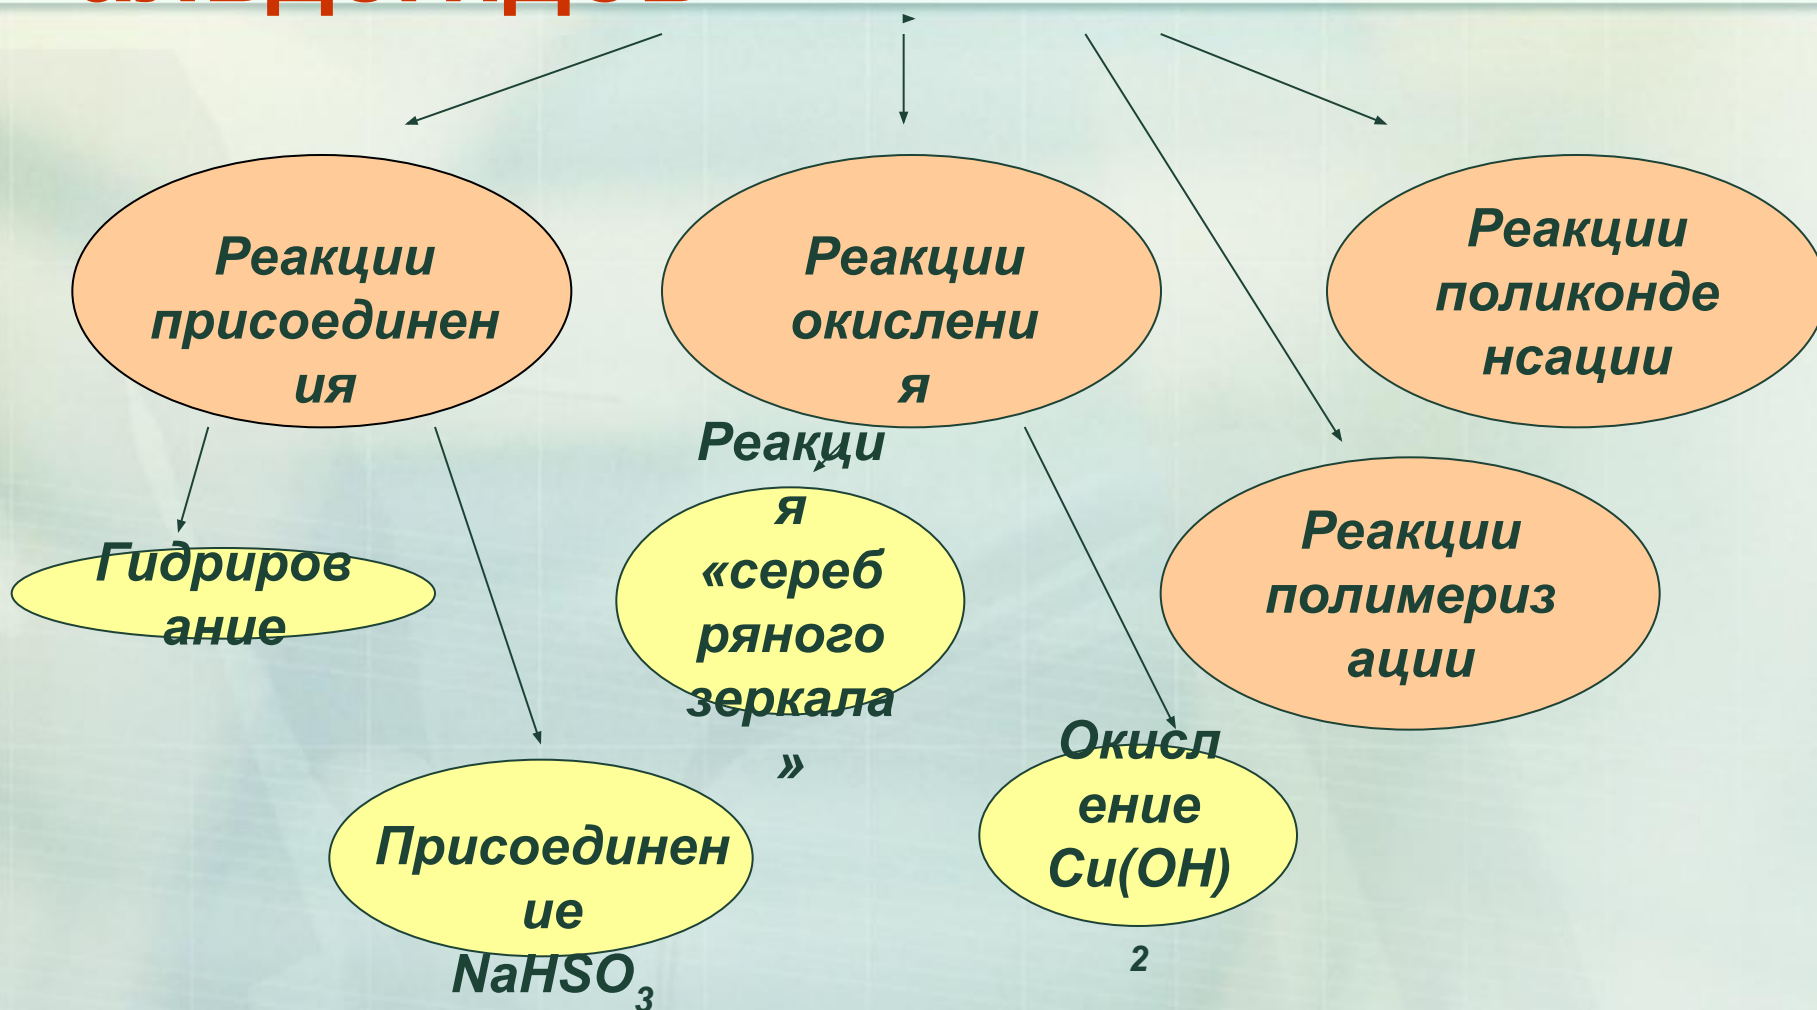 альдегидов
Реакции
присоединен
ия
Реакции
окислени
я
Реакции
поликонде
нсации
Реакци
я
«сереб
ряного
зеркала
»
Реакции
полимериз
ации
Гидриров
ание
Присоединен
ие
NaHSO₃
Окисл
ение
Cu(OH)
2